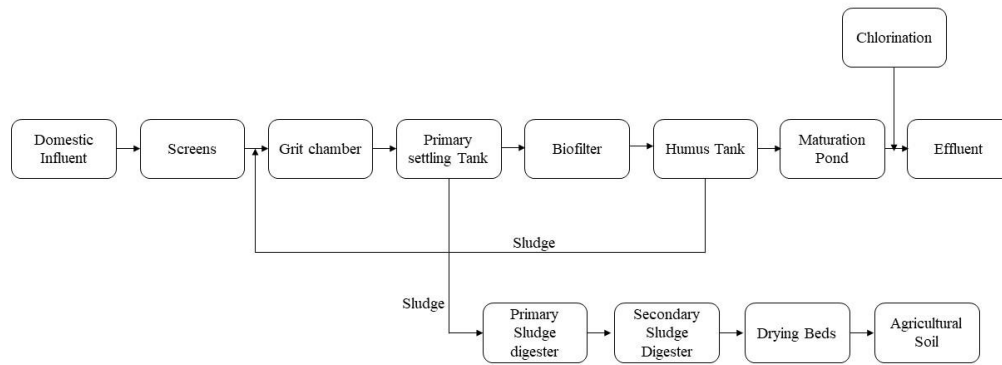 Chlorination
Domestic
Influent
Screens
Grit chamber
Primary
settling Tank
Biofilter
Humus Tank
Maturation
Pond
Effluent
Sludge
Sludge
Primary
Sludge
digester
Secondary
Sludge
Digester
Drying Beds
Agricultural
Soil